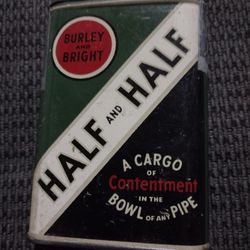 BURLEY
AND
BRIGHT
HALF AND HALF
A CARGO
OF
Contentment
IN THE
BOWL OF ANY PIPE